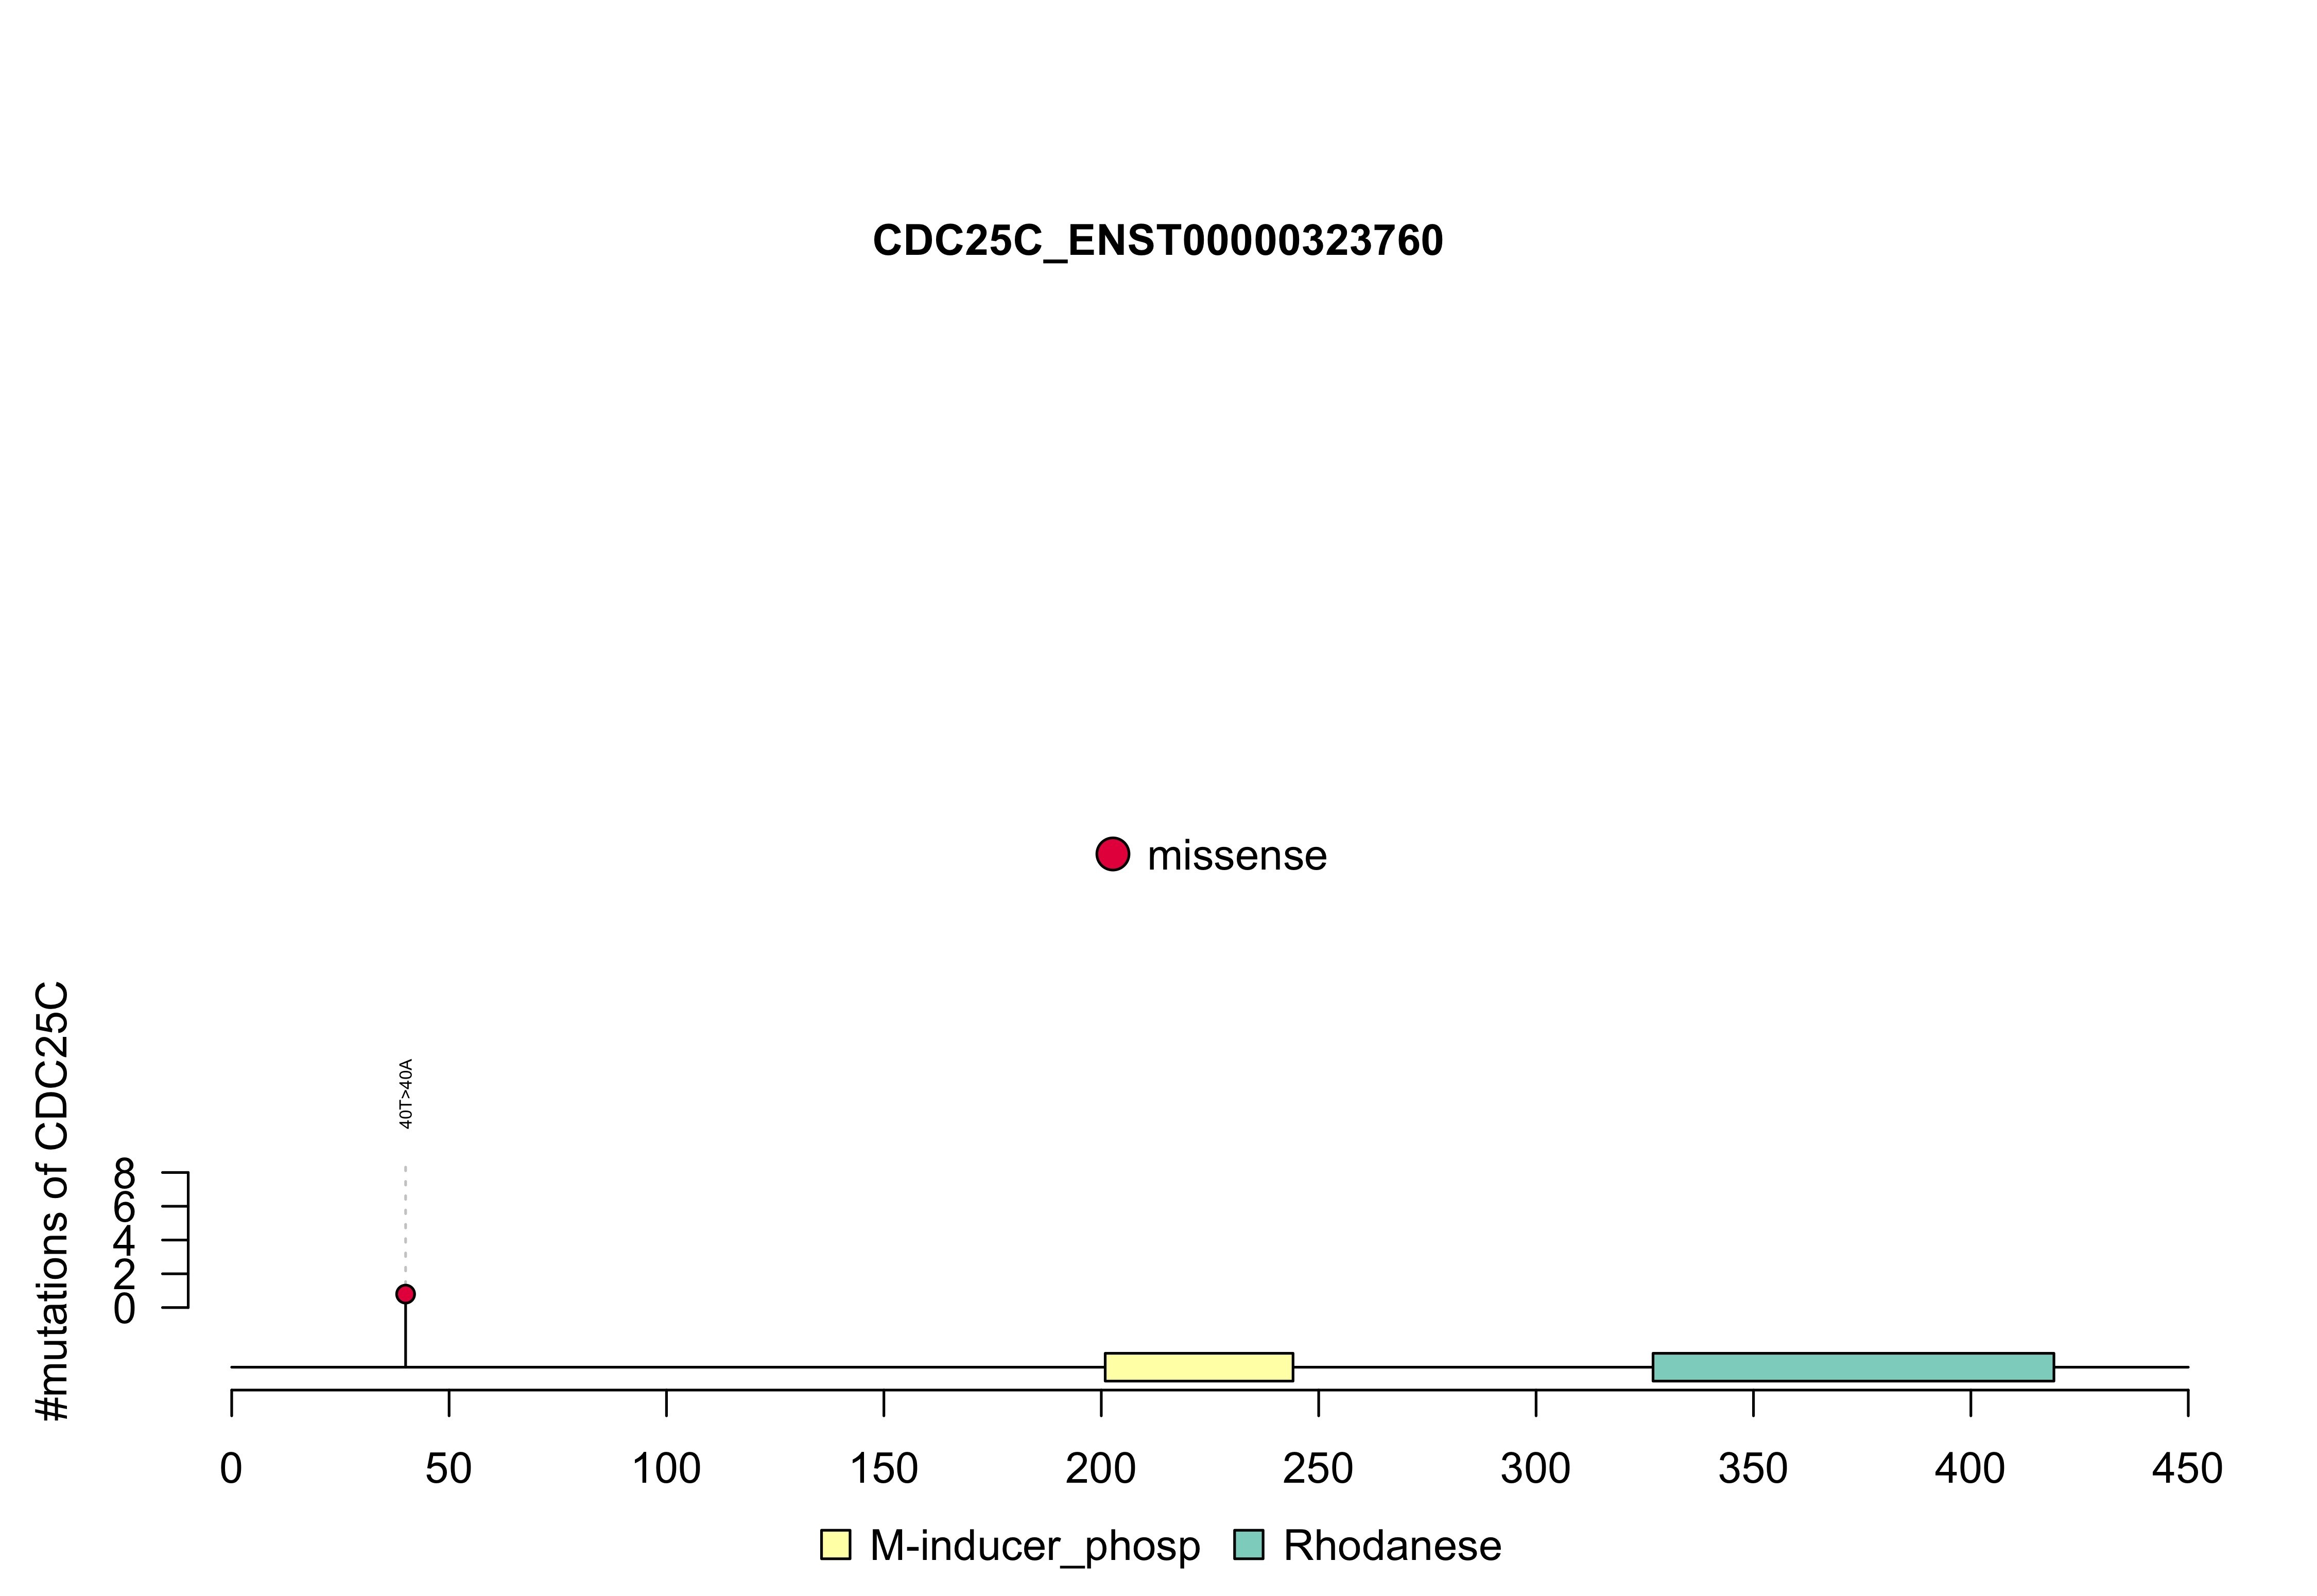 CDC25C_ENST00000323760
missense
#mutations of CDC25C
40T>40A
8
6
4
2
0
0 50 100 150 200 250 300 350 400 450
M-inducer_phosp Rhodanese